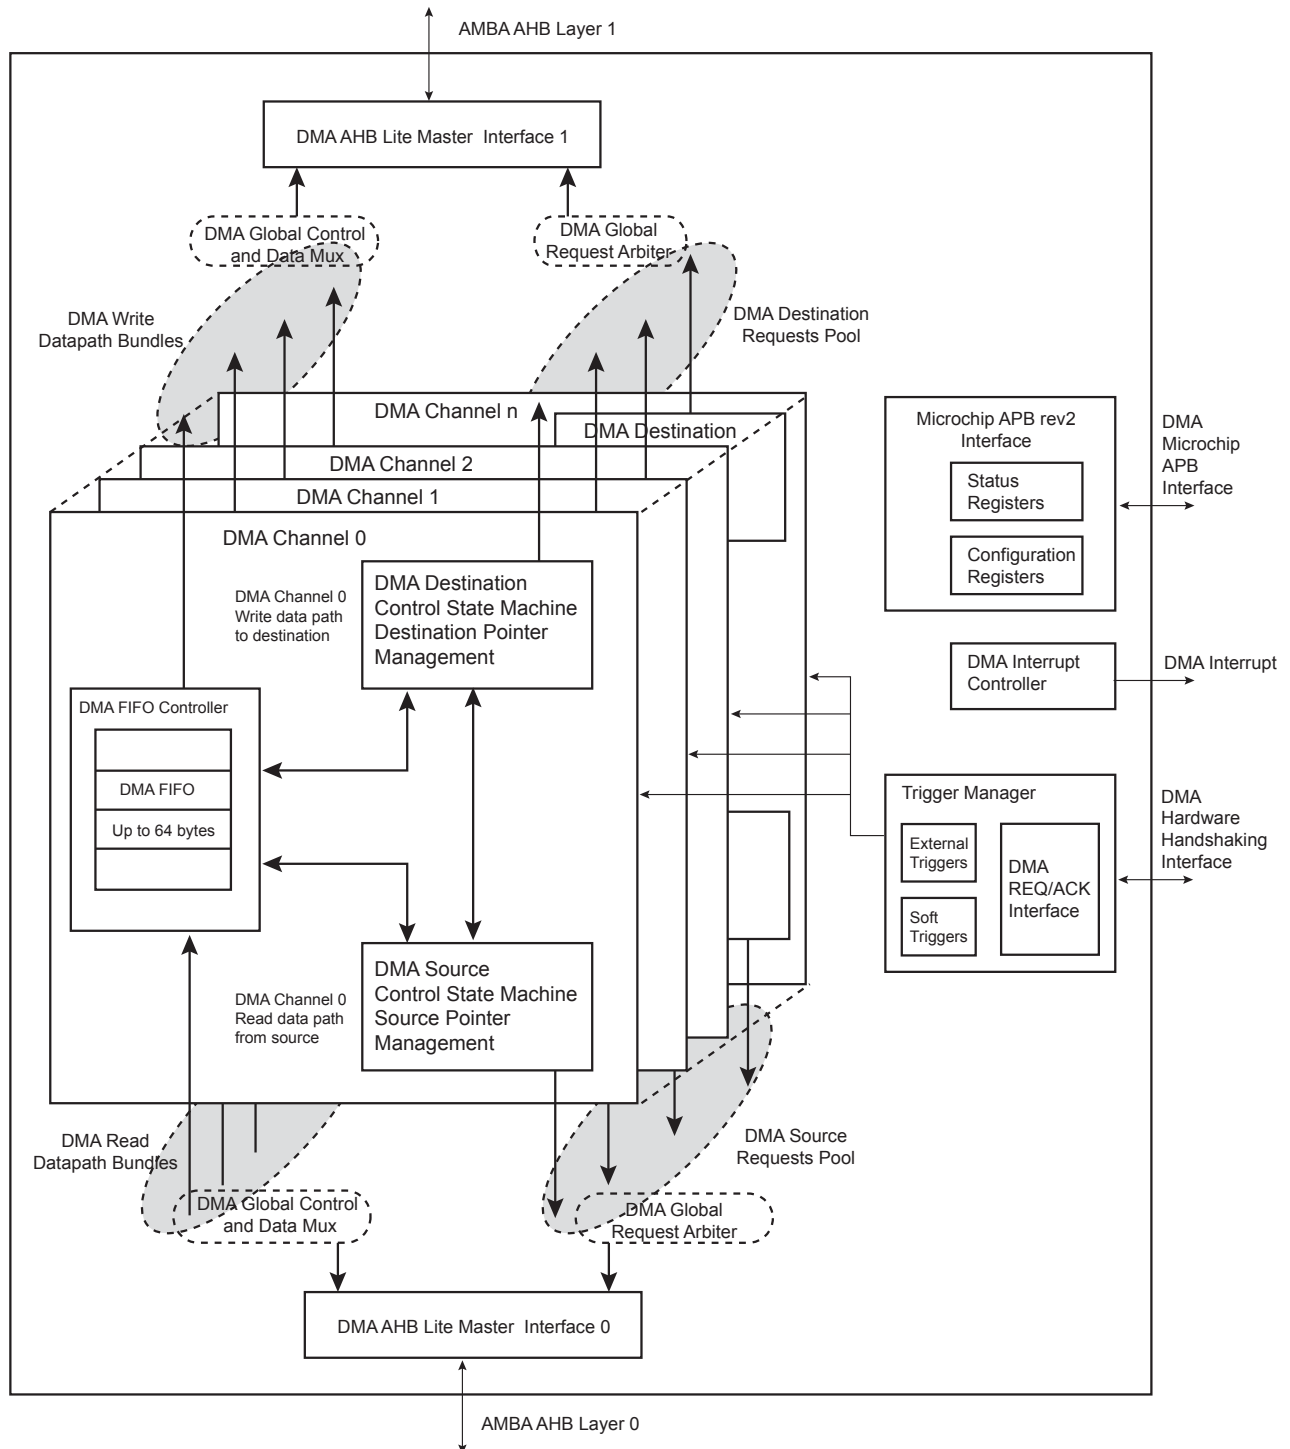 AMBA AHB Layer 1
DMA AHB Lite Master Interface 1
DMA Global Control
and Data Mux
DMA Global
Request Arbiter
DMA Write
Datapath Bundles
DMA Destination
Requests Pool
DMA Channel n
DMA Destination
DMA Channel 2
DMA Channel 1
DMA Channel 0
DMA Channel 0
Write data path
to destination
DMA Destination
Control State Machine
Destination Pointer
Management
DMA FIFO Controller
DMA FIFO
Up to 64 bytes
DMA Channel 0
Read data path
from source
DMA Source
Control State Machine
Source Pointer
Management
Microchip APB rev2
Interface
Status
Registers
Configuration
Registers
DMA
Microchip
APB
Interface
DMA Interrupt
Controller
DMA Interrupt
Trigger Manager
External
Triggers
Soft
Triggers
DMA
REQ/ACK
Interface
DMA
Hardware
Handshaking
Interface
DMA Read
Datapath Bundles
DMA Source
Requests Pool
DMA Global Control
and Data Mux
DMA Global
Request Arbiter
DMA AHB Lite Master Interface 0
AMBA AHB Layer 0